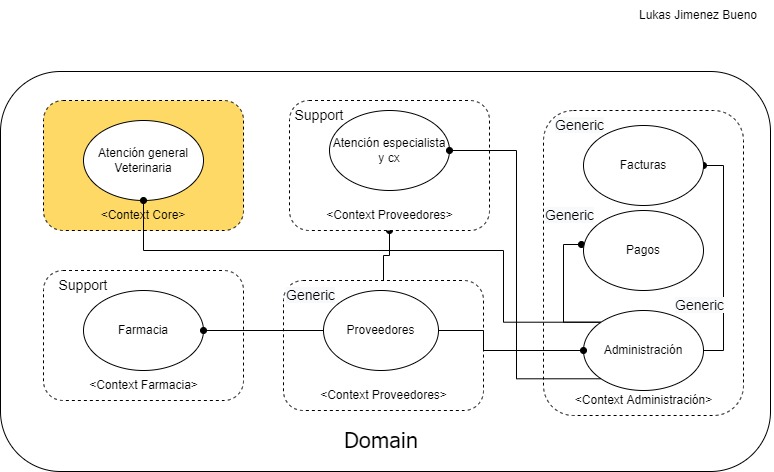 Lukas Jimenez Bueno
Atención general
Veterinaria
<Context Core>
Support
Atención especialista
y cx
<Context Proveedores>
Generic
Facturas
Generic
Pagos
Generic
Administración
<Context Administración>
Support
Farmacia
<Context Farmacia>
Generic
Proveedores
<Context Proveedores>
Domain